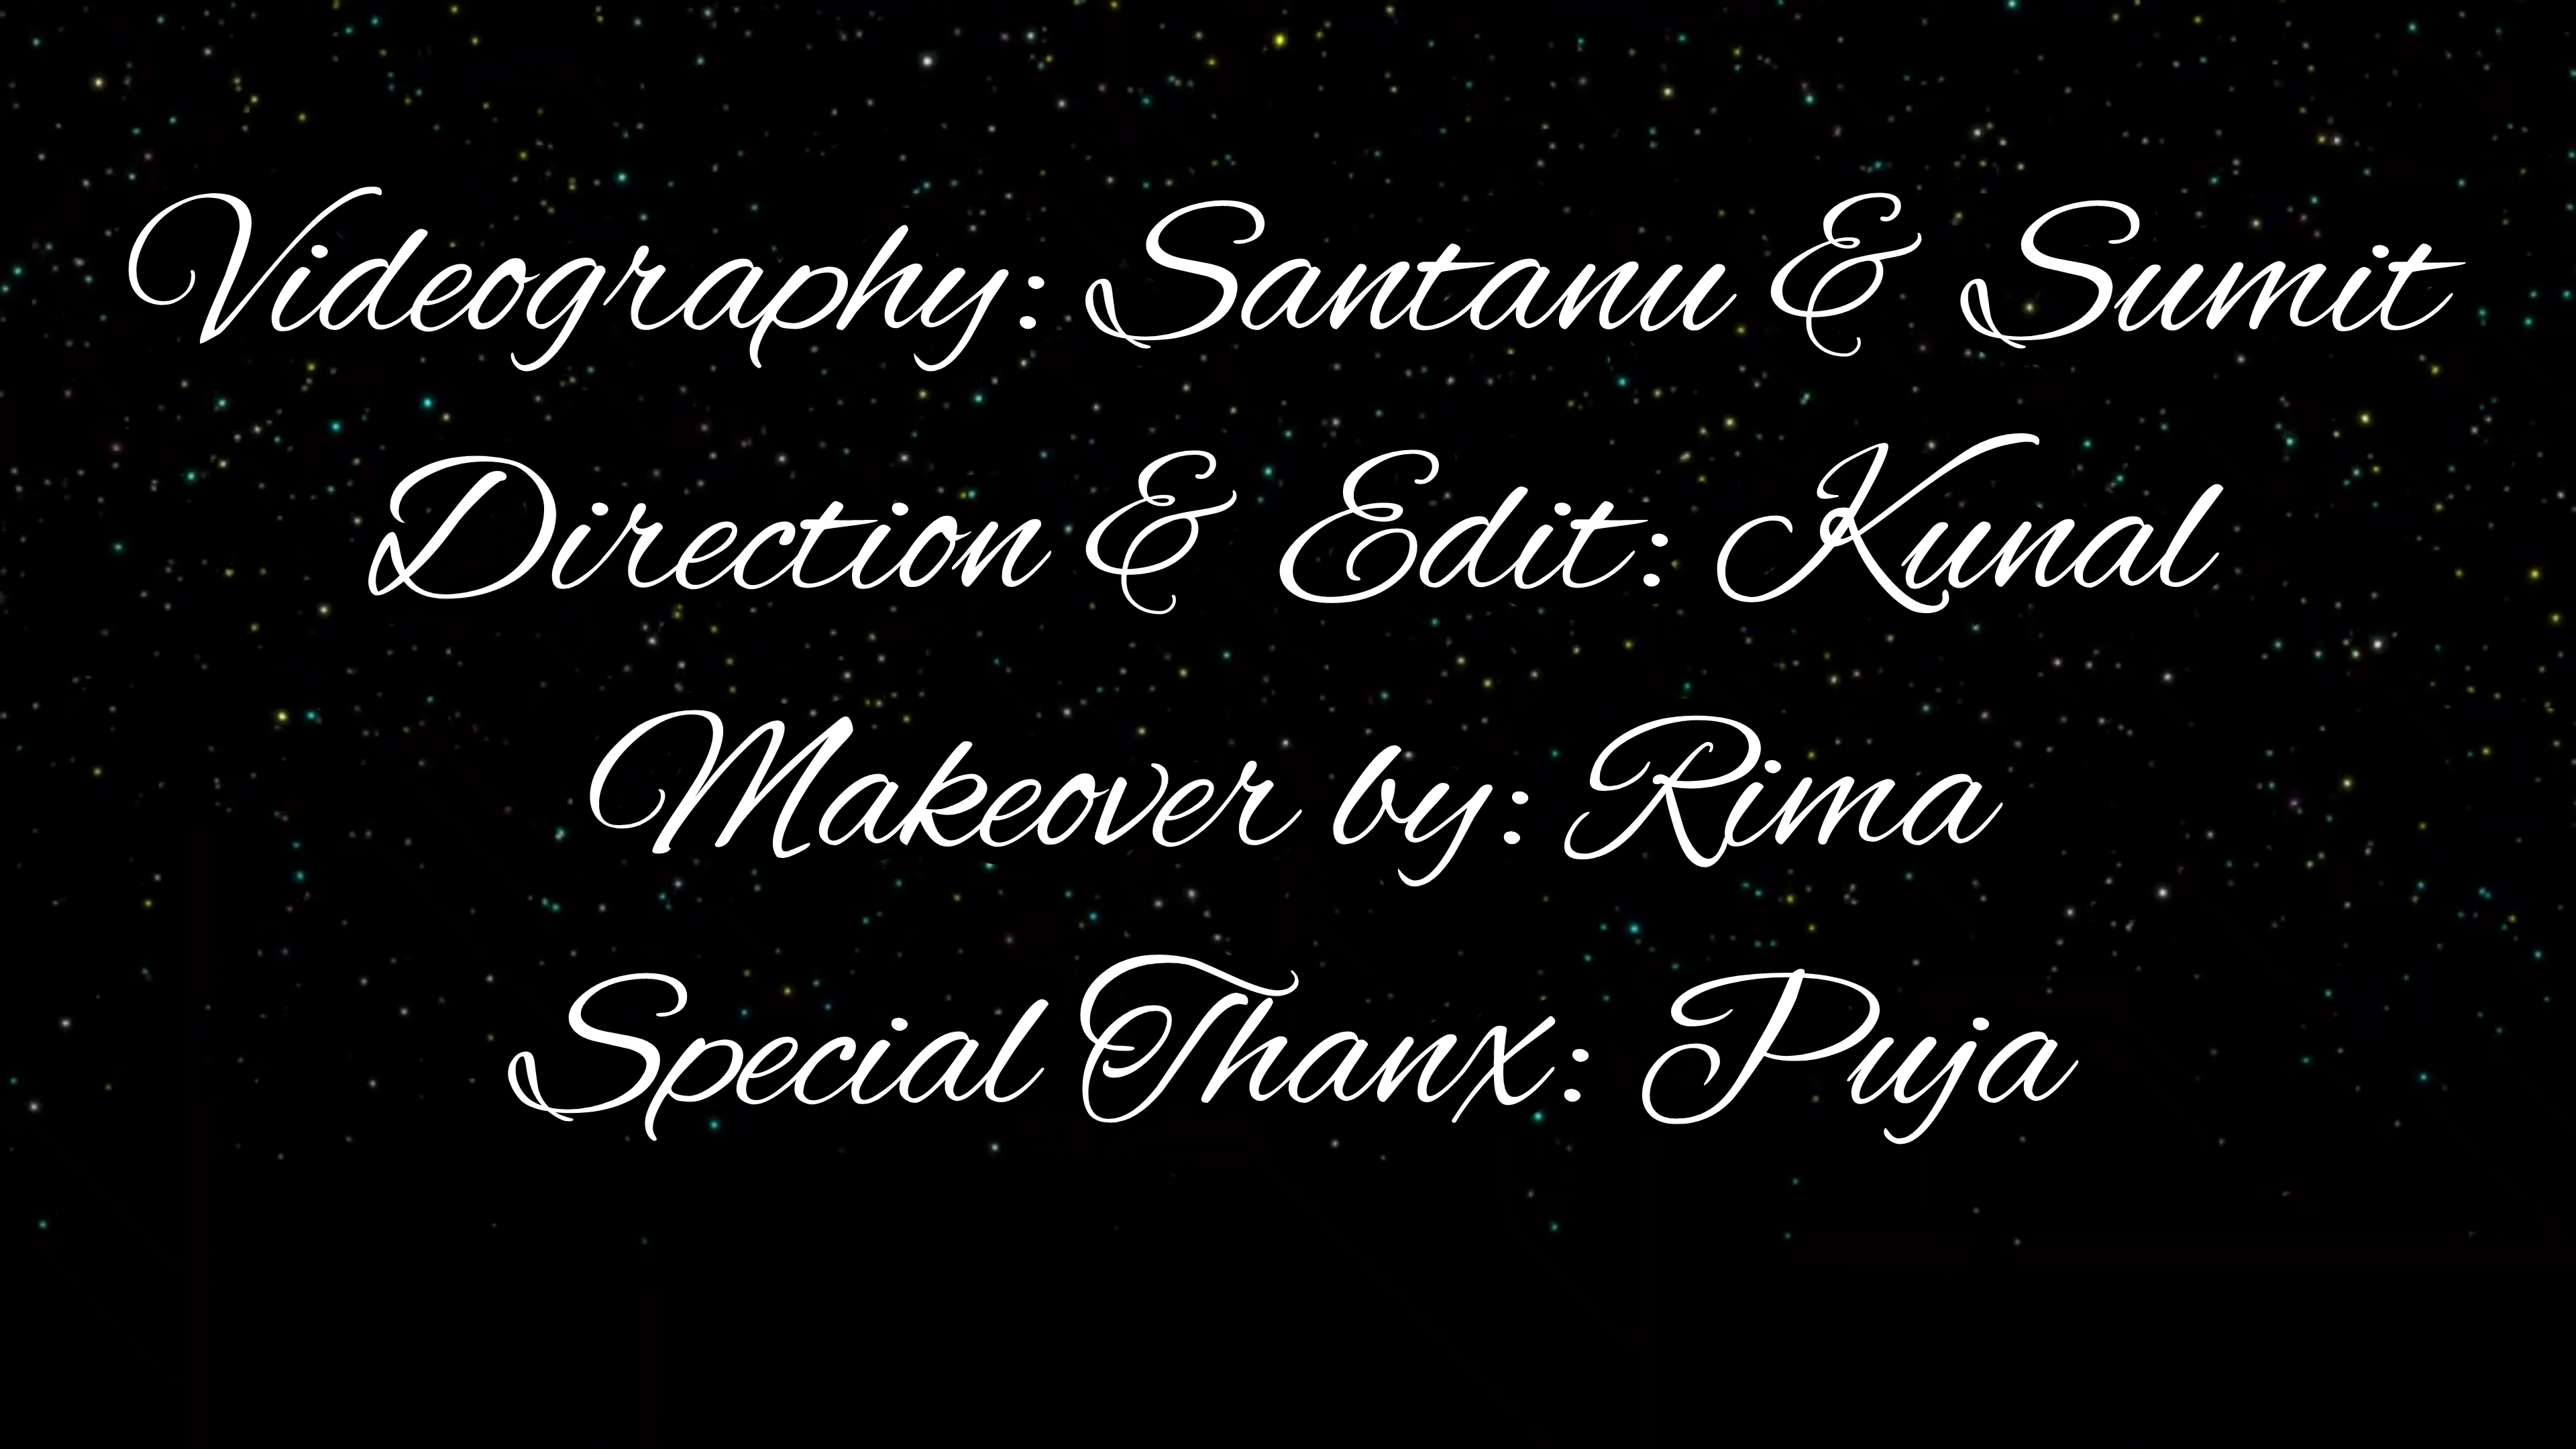 Videography: Santanu & Sumit
Direction & Edit: Kunal
Makeover by: Rima
Special Thanx: Puja